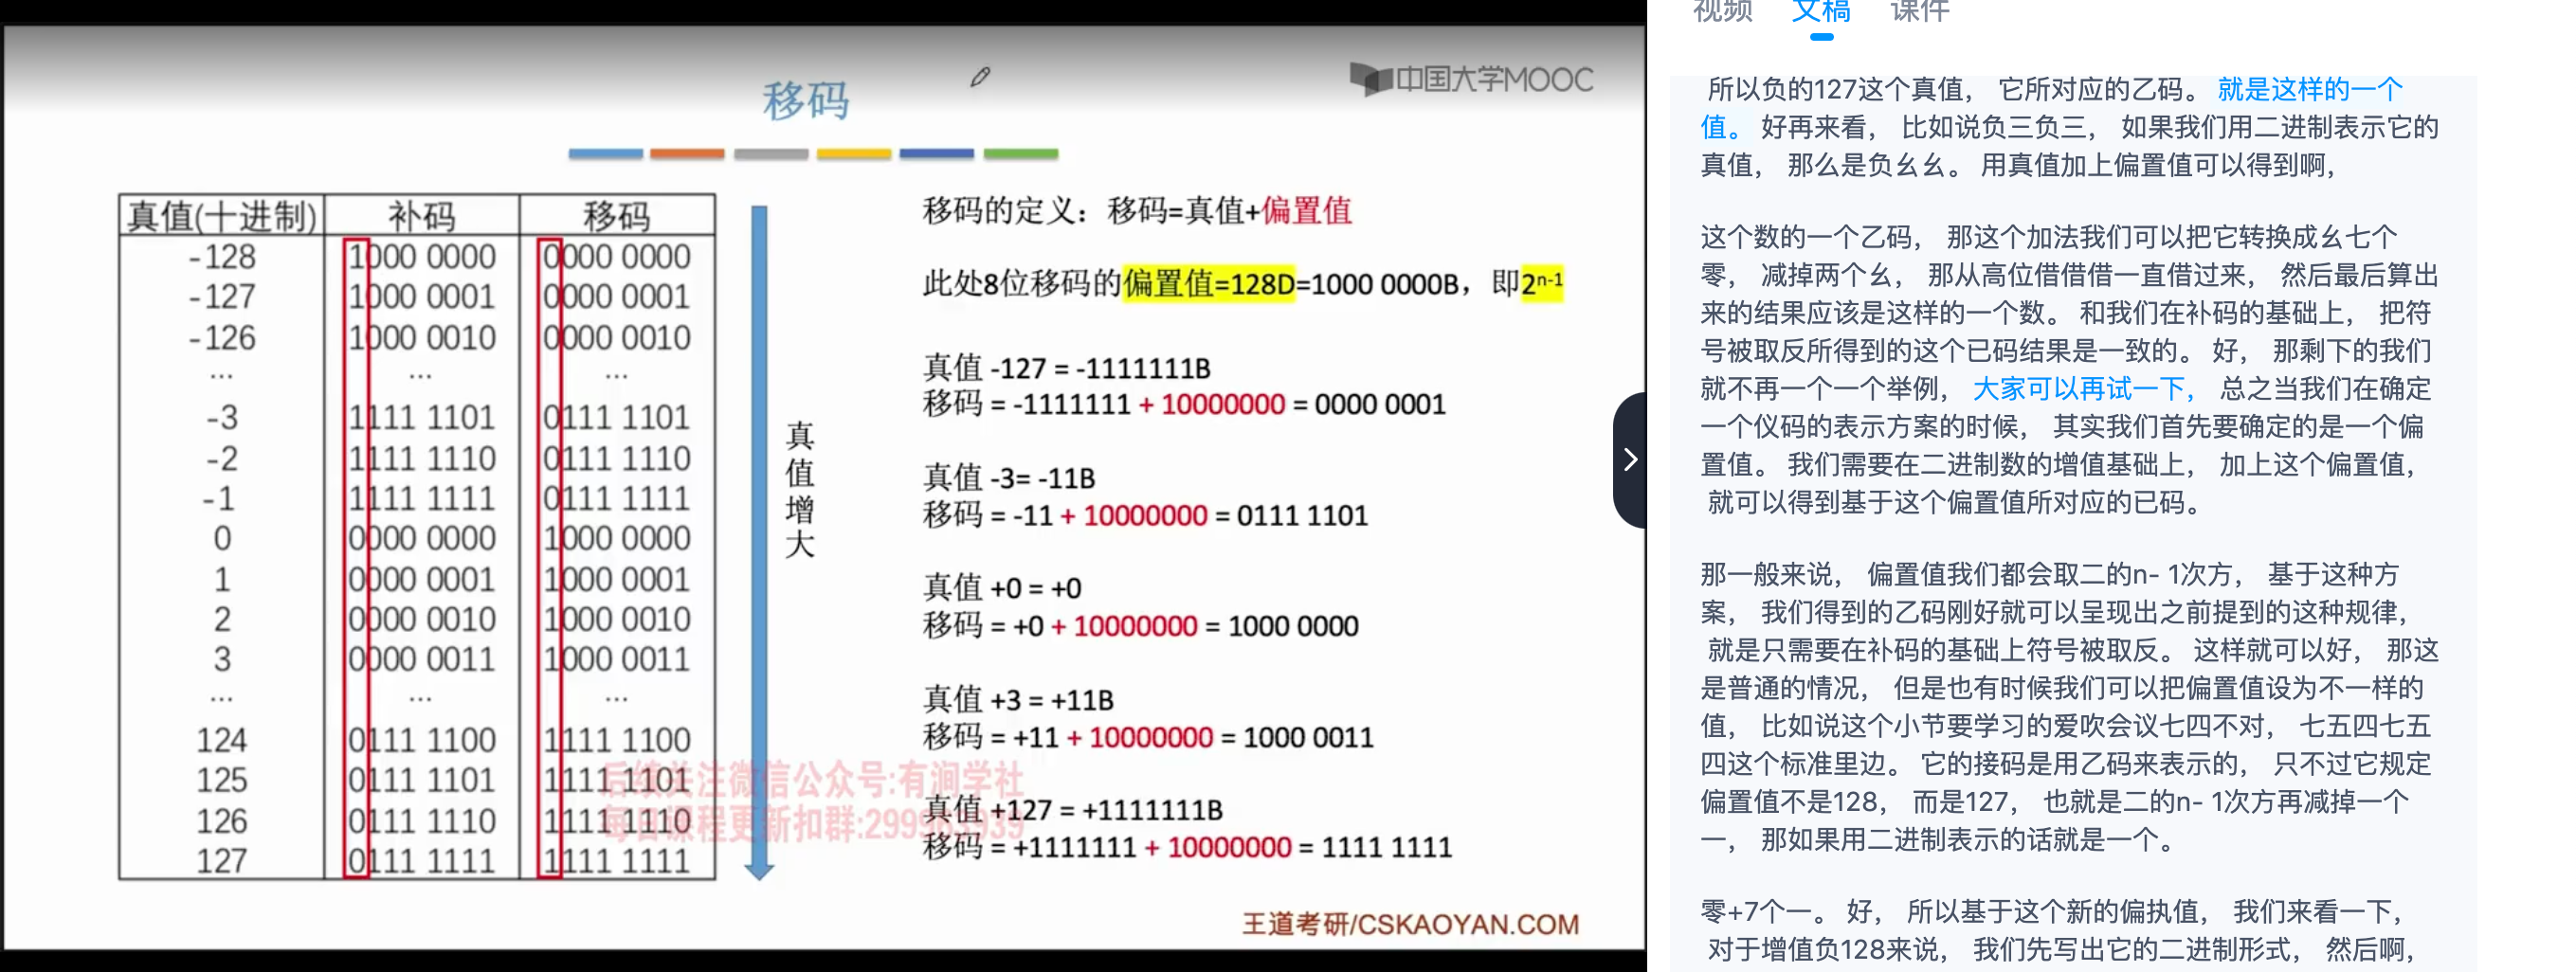 移码
中国大学MOOC
真值(十进制) 补码 移码
-128 1000 0000 0000 0000
-127 1000 0001 0000 0001
-126 1000 0010 0000 0010
... ... ...
-3 1111 1101 0111 1101
-2 1111 1110 0111 1110
-1 1111 1111 0111 1111
0 0000 0000 1000 0000
1 0000 0001 1000 0001
2 0000 0010 1000 0010
3 0000 0011 1000 0011
... ... ...
124 0111 1100 1111 1100
125 0111 1101 1111 1101
126 0111 1110 1111 1110
127 0111 1111 1111 1111
真值增大
移码的定义：移码=真值+偏置值
此处8位移码的偏置值=128D=1000 0000B，即2ⁿ⁻¹
真值 -127 = -1111111B
移码 = -1111111 + 10000000 = 0000 0001
真值 -3= -11B
移码 = -11 + 10000000 = 0111 1101
真值 +0 = +0
移码 = +0 + 10000000 = 1000 0000
真值 +3 = +11B
移码 = +11 + 10000000 = 1000 0011
真值 +127 = +1111111B
移码 = +1111111 + 10000000 = 1111 1111
后续关注微信公众号:有涧学社
王道考研/CSKAOYAN.COM
视频 文稿 课件
所以负的127这个真值， 它所对应的乙码。 就是这样的一个
值。 好再来看， 比如说负三负三， 如果我们用二进制表示它的
真值， 那么是负幺幺。 用真值加上偏置值可以得到啊，
这个数的一个乙码， 那这个加法我们可以把它转换成幺七个
零， 减掉两个幺， 那从高位借借借一直借过来， 然后最后算出
来的结果应该是这样的一个数。 和我们在补码的基础上， 把符
号被取反所得到的这个已码结果是一致的。 好， 那剩下的我们
就不再一个一个举例， 大家可以再试一下， 总之当我们在确定
一个仪码的表示方案的时候， 其实我们首先要确定的是一个偏
置值。 我们需要在二进制数的增值基础上， 加上这个偏置值，
就可以得到基于这个偏置值所对应的已码。
那一般来说， 偏置值我们都会取二的n- 1次方， 基于这种方
案， 我们得到的乙码刚好就可以呈现出之前提到的这种规律，
就是只需要在补码的基础上符号被取反。 这样就可以好， 那这
是普通的情况， 但是也有时候我们可以把偏置值设为不一样的
值， 比如说这个小节要学习的爱吹会议七四不对， 七五四七五
四这个标准里边。 它的接码是用乙码来表示的， 只不过它规定
偏置值不是128， 而是127， 也就是二的n- 1次方再减掉一个
一， 那如果用二进制表示的话就是一个。
零+7个一。 好， 所以基于这个新的偏执值， 我们来看一下，
对于增值负128来说， 我们先写出它的二进制形式， 然后啊，